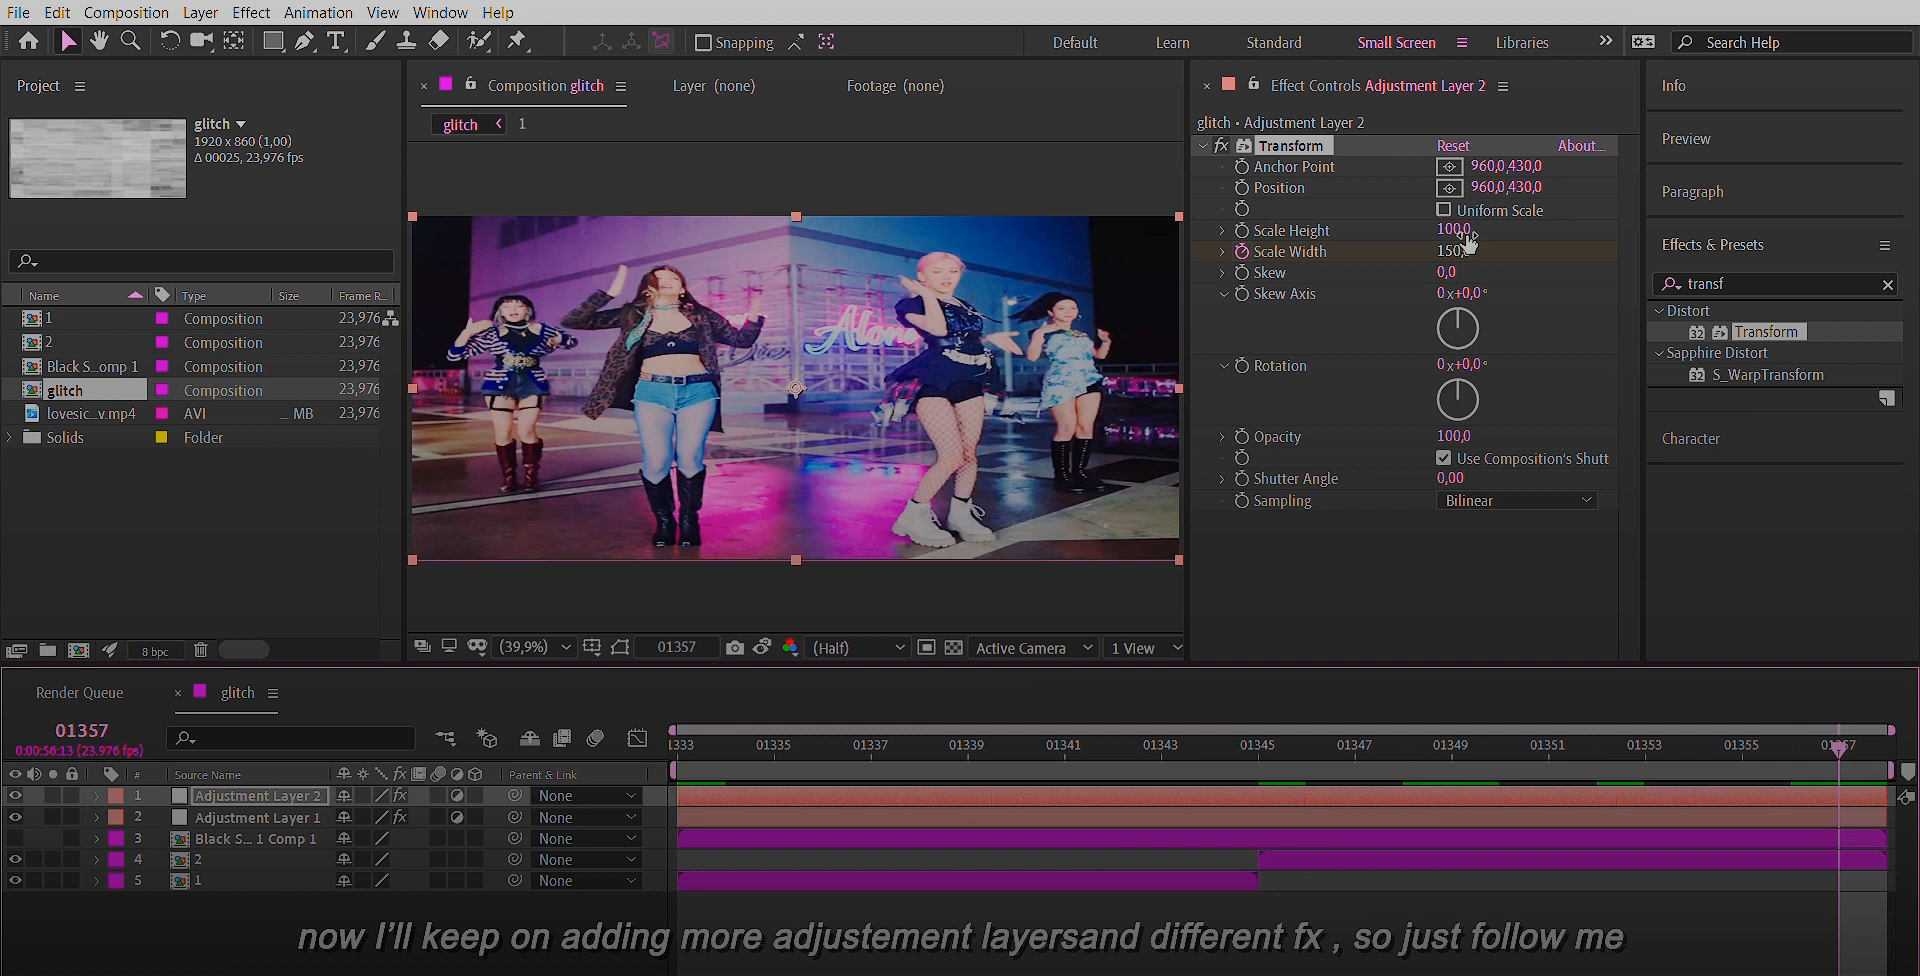 File Edit Composition Layer Effect Animation View Window Help
Snapping Default Learn Standard Small Screen Libraries Search Help
Project
glitch
1920 x 860 (1,00)
Δ 00025, 23,976 fps
Name Type Size Frame R...
1 Composition 23,976
2 Composition 23,976
Black S...omp 1 Composition 23,976
glitch Composition 23,976
lovesic...v.mp4 AVI ... MB 23,976
Solids Folder
8 bpc
Composition glitch Layer (none) Footage (none)
glitch 1
Alone
(39,9%) 01357 (Half) Active Camera 1 View
Effect Controls Adjustment Layer 2
glitch • Adjustment Layer 2
fx Transform Reset About...
Anchor Point 960,0,430,0
Position 960,0,430,0
Uniform Scale
Scale Height 100,0
Scale Width 150,
Skew 0,0
Skew Axis 0x+0,0°
Rotation 0x+0,0°
Opacity 100,0
Use Composition's Shutt
Shutter Angle 0,00
Sampling Bilinear
Info
Preview
Paragraph
Effects & Presets
transf
Distort
32 Transform
Sapphire Distort
32 S_WarpTransform
Character
Render Queue glitch
01357
0:00:56:13 (23.976 fps)
1333 01335 01337 01339 01341 01343 01345 01347 01349 01351 01353 01355 01357
# Source Name fx Parent & Link
1 Adjustment Layer 2 fx None
2 Adjustment Layer 1 fx None
3 Black S... 1 Comp 1 None
4 2 None
5 1 None
now I'll keep on adding more adjustement layersand different fx , so just follow me